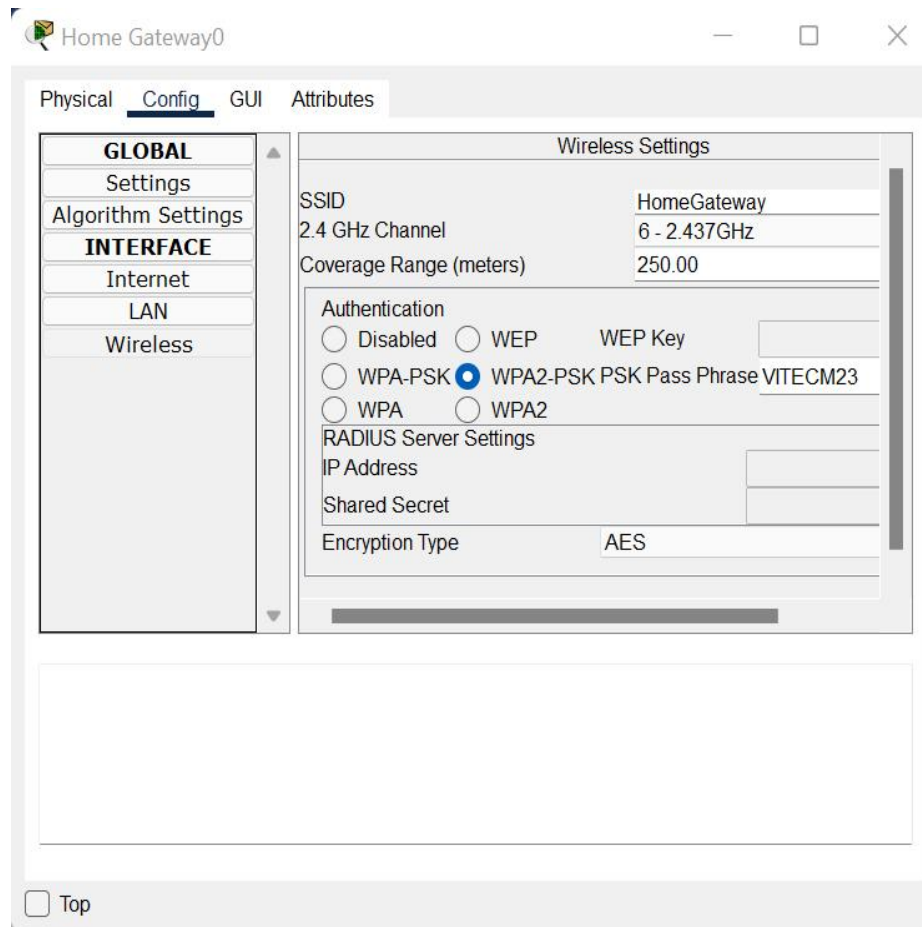 Home Gateway0
Physical Config GUI Attributes
GLOBAL
Settings
Algorithm Settings
INTERFACE
Internet
LAN
Wireless
Wireless Settings
SSID HomeGateway
2.4 GHz Channel 6 - 2.437GHz
Coverage Range (meters) 250.00
Authentication
Disabled WEP WEP Key
WPA-PSK WPA2-PSK PSK Pass Phrase VITECM23
WPA WPA2
RADIUS Server Settings
IP Address
Shared Secret
Encryption Type AES
Top